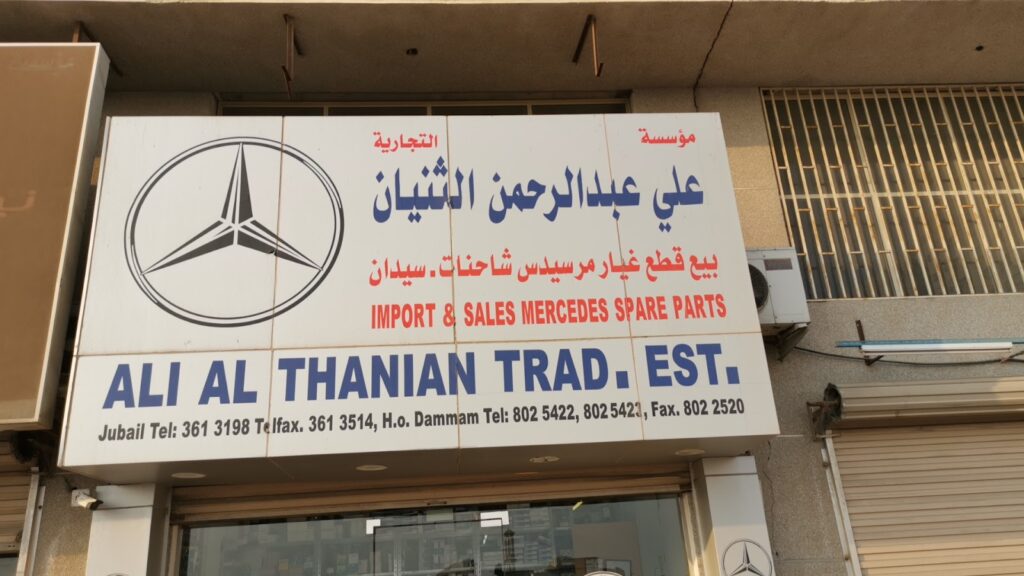 مؤسسة التجارية
علي عبدالرحمن الثنيان
بيع قطع غيار مرسيدس شاحنات . سيدان
IMPORT & SALES MERCEDES SPARE PARTS
ALI AL THANIAN TRAD. EST.
Jubail Tel: 361 3198 Telfax. 361 3514, H.o. Dammam Tel: 802 5422, 802 5423, Fax. 802 2520